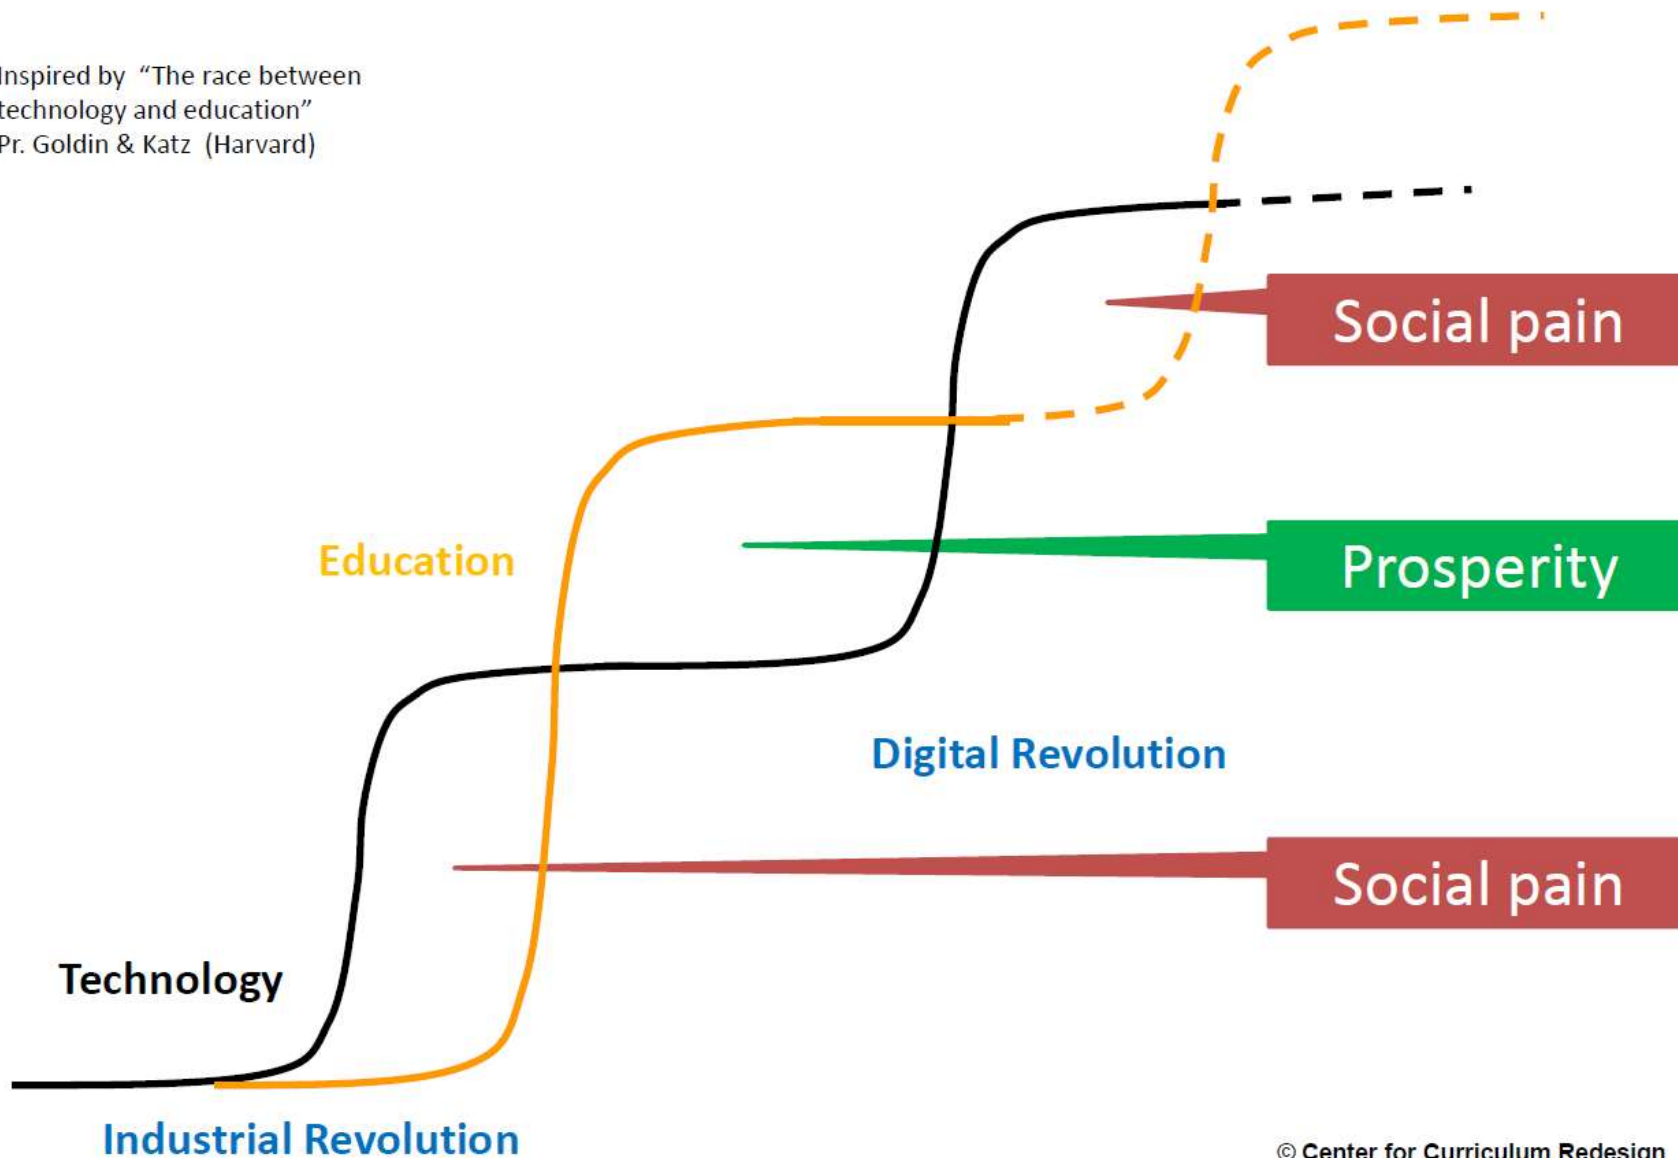 Inspired by “The race between
technology and education”
Pr. Goldin & Katz (Harvard)
Social pain
Education
Prosperity
Digital Revolution
Social pain
Technology
Industrial Revolution
© Center for Curriculum Redesign